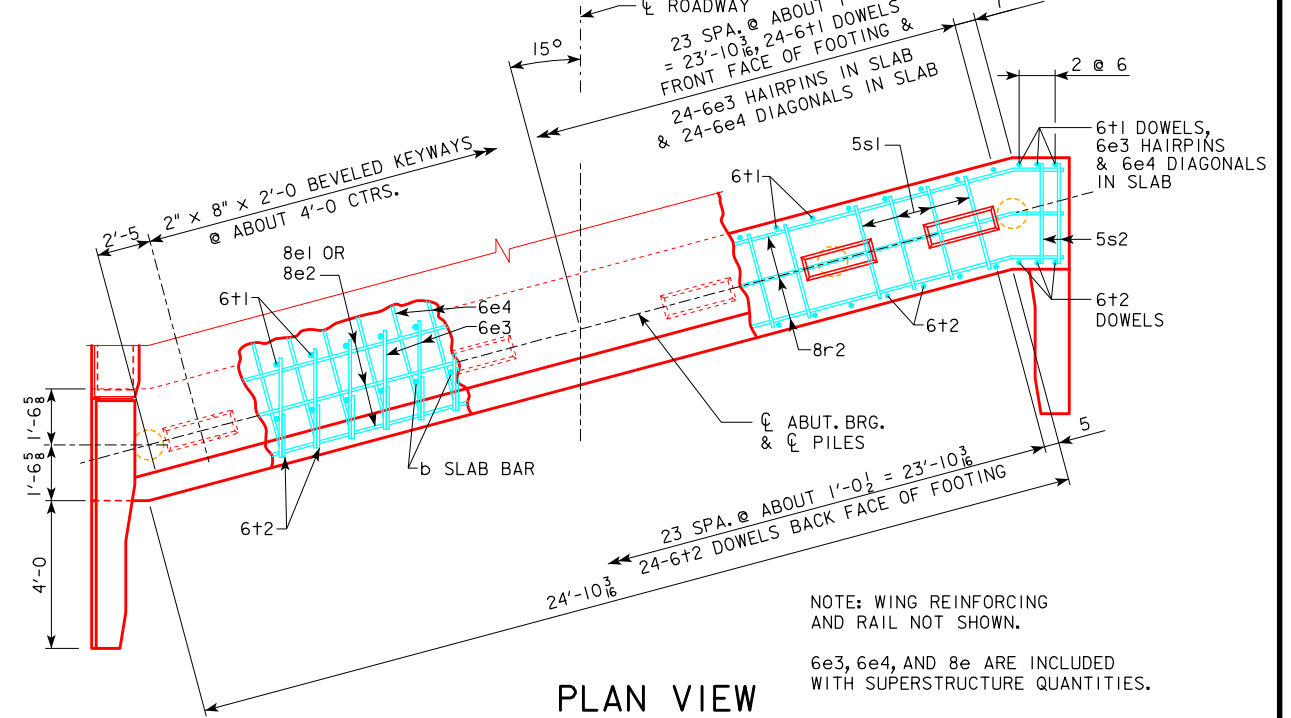 ℄ ROADWAY
15°
23 SPA. @ ABOUT
= 23'-10 3/16, 24-6t1 DOWELS
FRONT FACE OF FOOTING &
24-6e3 HAIRPINS IN SLAB
& 24-6e4 DIAGONALS IN SLAB
2 @ 6
6t1 DOWELS,
6e3 HAIRPINS
& 6e4 DIAGONALS
IN SLAB
5s1
6t1
2" x 8" x 2'-0 BEVELED KEYWAYS
@ ABOUT 4'-0 CTRS.
2'-5
8e1 OR
8e2
6t1
6e4
6e3
5s2
6t2
DOWELS
6t2
8r2
1'-6 5/8
1'-6 5/8
4'-0
℄ ABUT. BRG.
& ℄ PILES
b SLAB BAR
6t2
5
23 SPA. @ ABOUT 1'-0 1/2 = 23'-10 3/16
24-6t2 DOWELS BACK FACE OF FOOTING
24'-10 3/16
NOTE: WING REINFORCING
AND RAIL NOT SHOWN.
6e3, 6e4, AND 8e ARE INCLUDED
WITH SUPERSTRUCTURE QUANTITIES.
PLAN VIEW